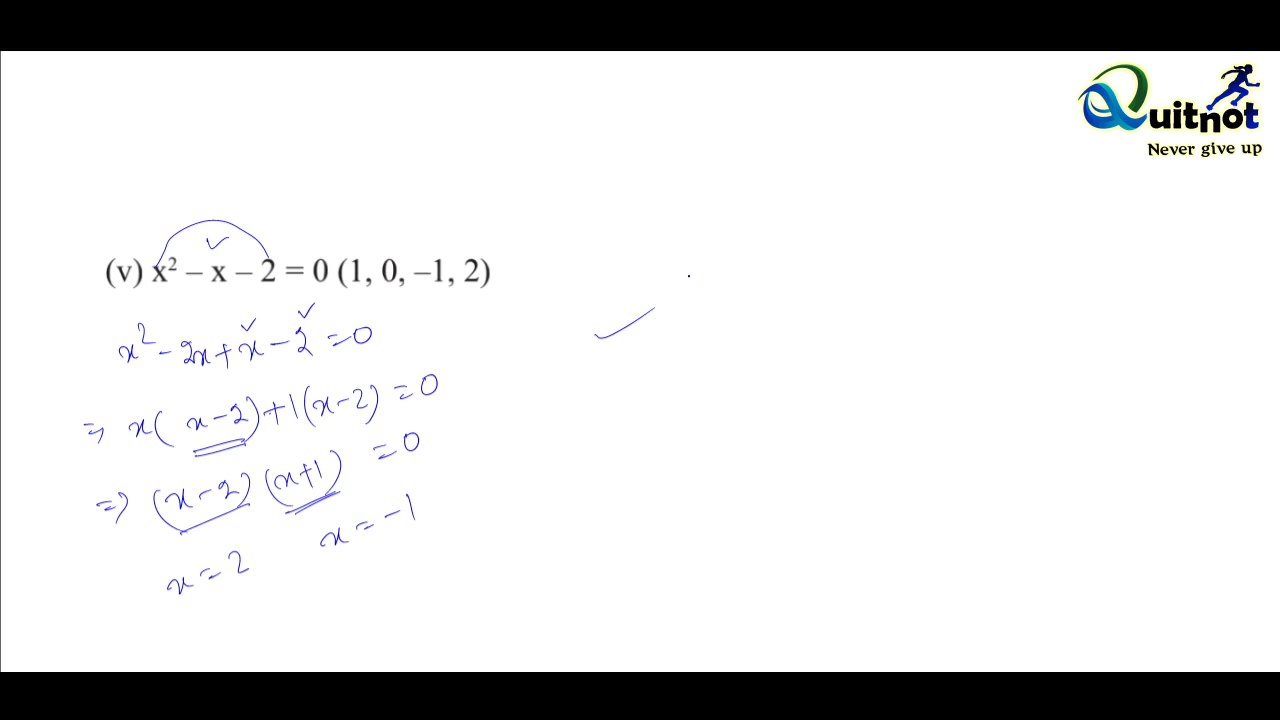 Quitnot
Never give up
(v) x² – x – 2 = 0 (1, 0, –1, 2)
x² - 2x + x - 2 = 0
⇒ x( x-2)+1(x-2) = 0
⇒ (x-2) (x+1) = 0
x = 2 x = -1